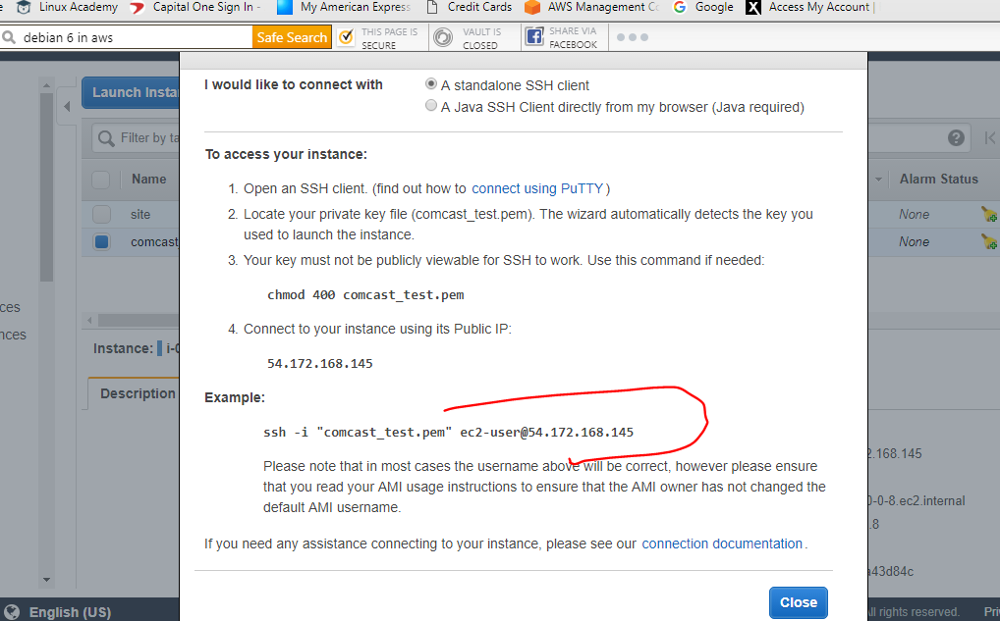 Linux Academy Capital One Sign In - My American Express Credit Cards AWS Management Co Google Access My Account |
debian 6 in aws Safe Search THIS PAGE IS SECURE VAULT IS CLOSED SHARE VIA FACEBOOK
I would like to connect with
A standalone SSH client
A Java SSH Client directly from my browser (Java required)
Launch Insta
Filter by ta
Name
Alarm Status
site
None
comcast_
None
To access your instance:
1. Open an SSH client. (find out how to connect using PuTTY)
2. Locate your private key file (comcast_test.pem). The wizard automatically detects the key you
used to launch the instance.
3. Your key must not be publicly viewable for SSH to work. Use this command if needed:
chmod 400 comcast_test.pem
4. Connect to your instance using its Public IP:
54.172.168.145
Example:
ssh -i "comcast_test.pem" ec2-user@54.172.168.145
Please note that in most cases the username above will be correct, however please ensure
that you read your AMI usage instructions to ensure that the AMI owner has not changed the
default AMI username.
If you need any assistance connecting to your instance, please see our connection documentation.
Close
ces
nces
Instance: i-0
Description
2.168.145
0-0-8.ec2.internal
.8
a43d84c
English (US)
All rights reserved. Pri